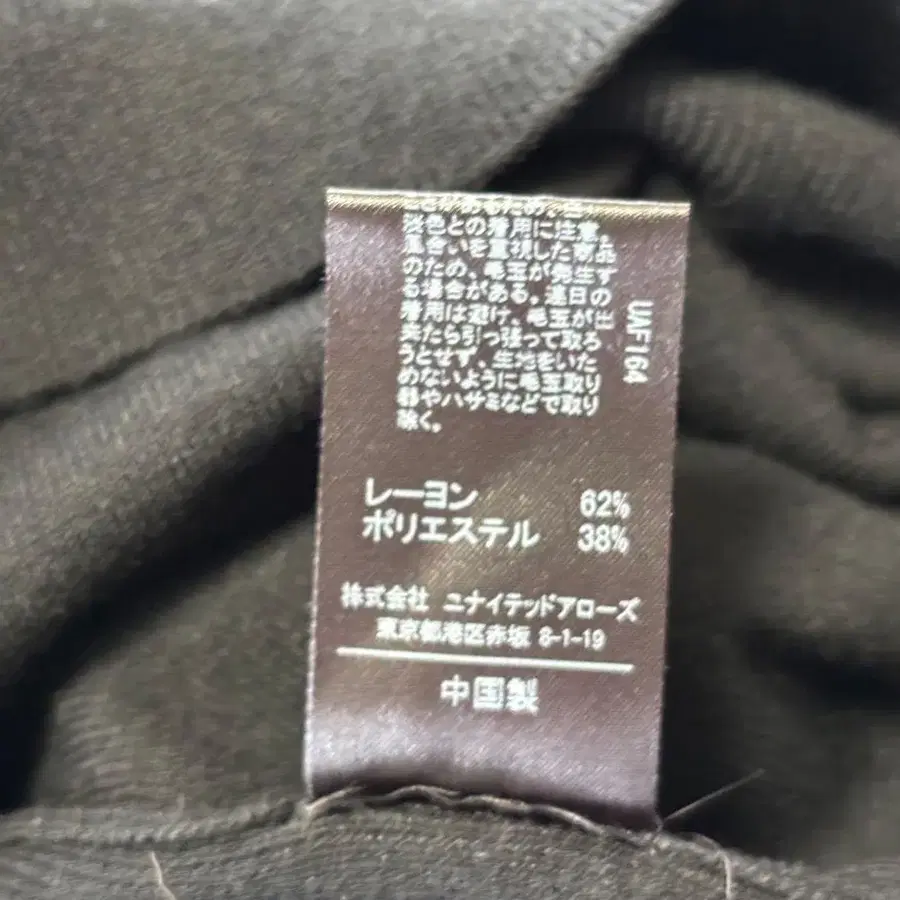 淡色との着用に注意。
風合いを重視した商品
のため、毛玉が発生す
る場合がある。連日の
着用は避け、毛玉が出
来たら引っ張って取ろ
うとせず、生地をいた
めないように毛玉取り
器やハサミなどで取り
除く。
UAF164
レーヨン 62%
ポリエステル 38%
株式会社 ユナイテッドアローズ
東京都港区赤坂 8-1-19
中国製